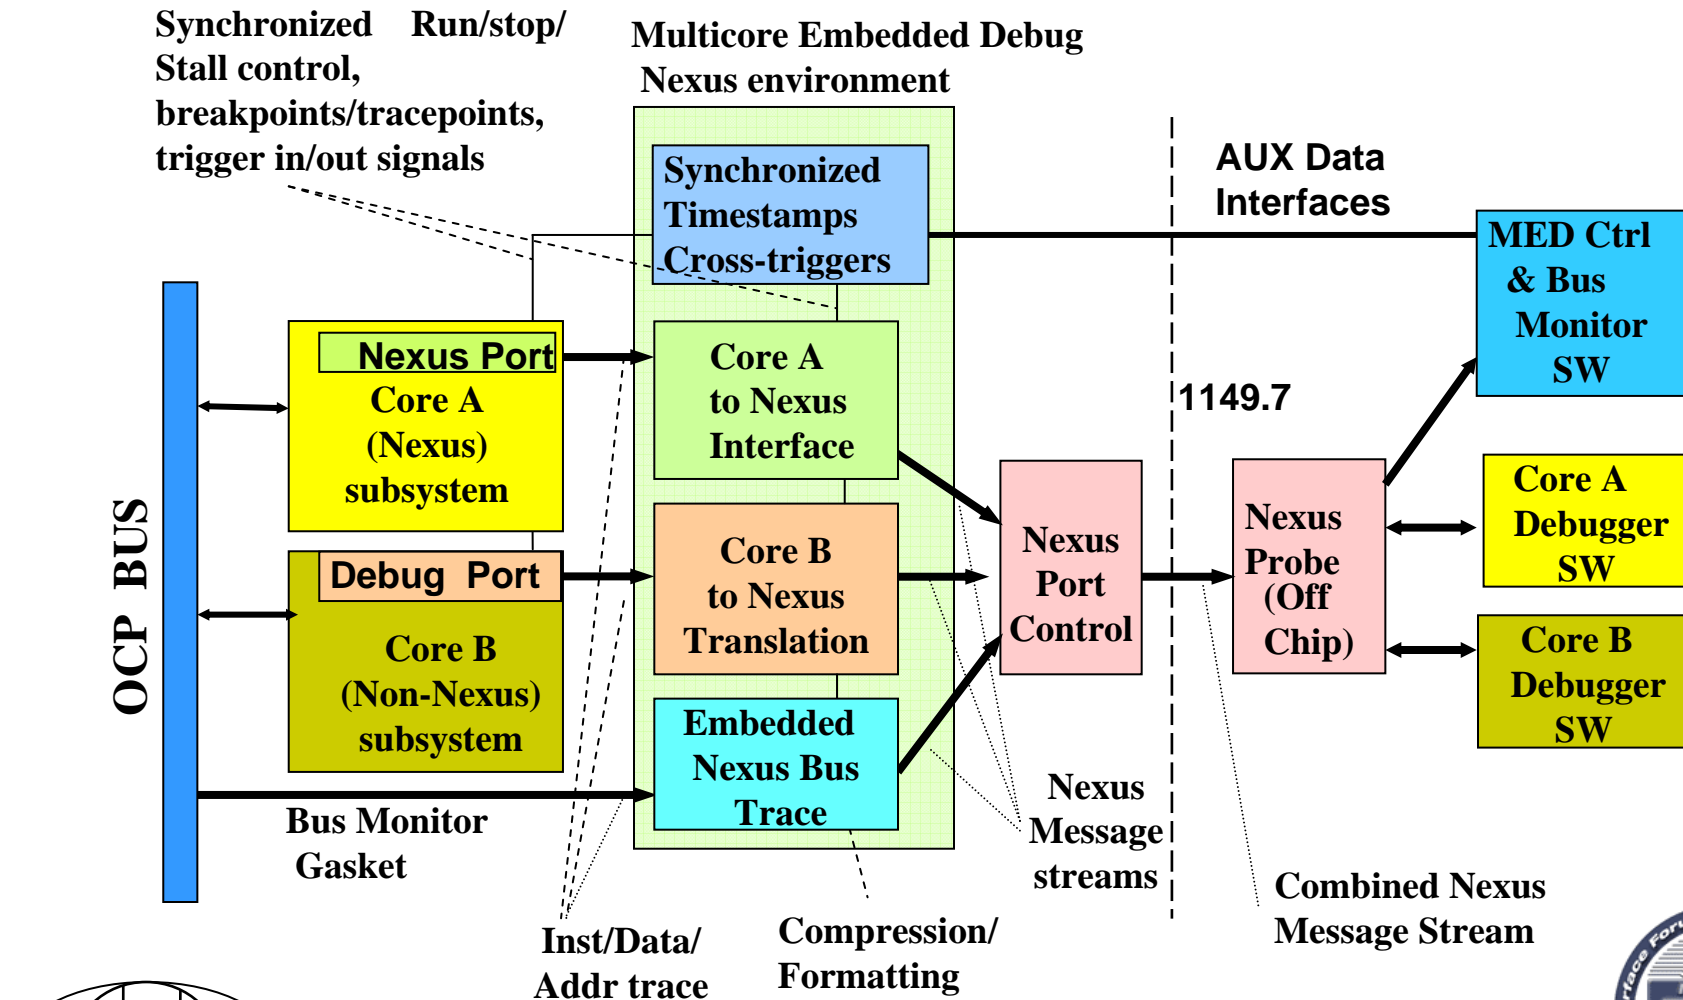 Synchronized Run/stop/
Stall control,
breakpoints/tracepoints,
trigger in/out signals
Multicore Embedded Debug
Nexus environment
Synchronized
Timestamps
Cross-triggers
AUX Data
Interfaces
MED Ctrl
& Bus
Monitor
SW
Nexus Port
Core A
(Nexus)
subsystem
Core A
to Nexus
Interface
1149.7
OCP BUS
Debug Port
Core B
(Non-Nexus)
subsystem
Core B
to Nexus
Translation
Nexus
Port
Control
Nexus
Probe
(Off
Chip)
Core A
Debugger
SW
Core B
Debugger
SW
Embedded
Nexus Bus
Trace
Bus Monitor
Gasket
Nexus
Message
streams
Combined Nexus
Message Stream
Inst/Data/
Addr trace
Compression/
Formatting